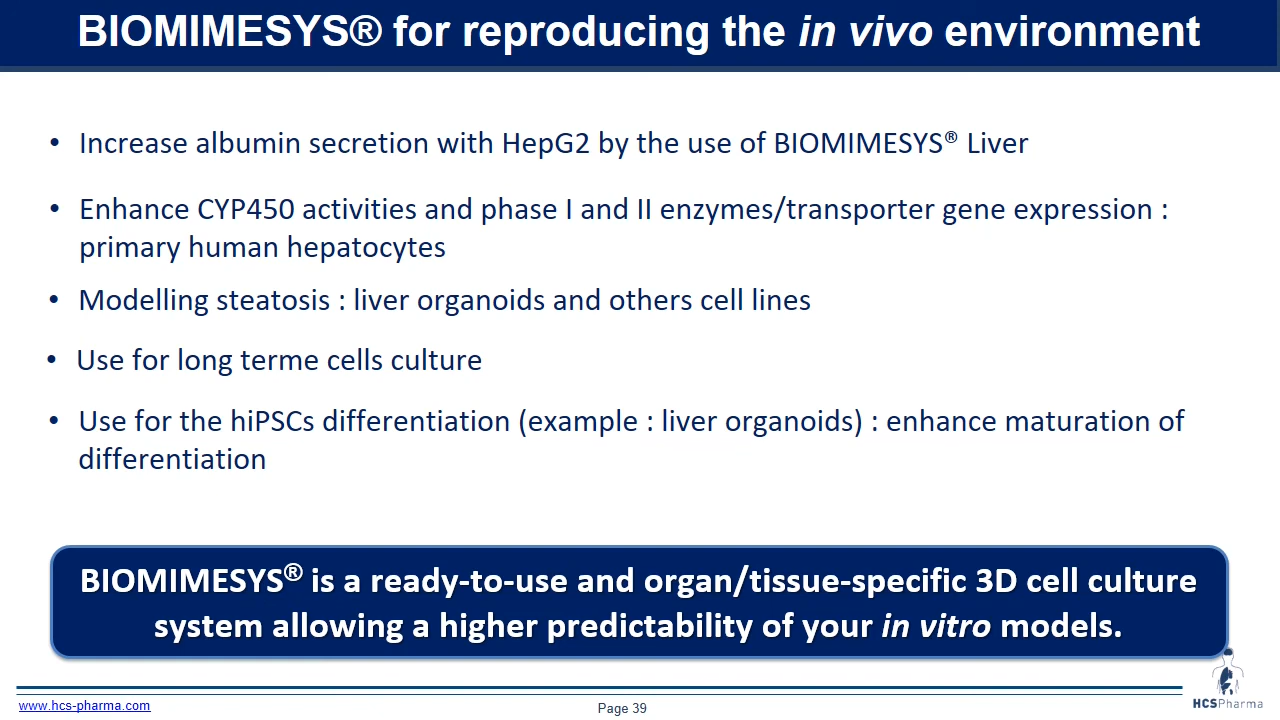 BIOMIMESYS® for reproducing the in vivo environment
• Increase albumin secretion with HepG2 by the use of BIOMIMESYS® Liver
• Enhance CYP450 activities and phase I and II enzymes/transporter gene expression :
primary human hepatocytes
• Modelling steatosis : liver organoids and others cell lines
• Use for long terme cells culture
• Use for the hiPSCs differentiation (example : liver organoids) : enhance maturation of
differentiation
BIOMIMESYS® is a ready-to-use and organ/tissue-specific 3D cell culture
system allowing a higher predictability of your in vitro models.
www.hcs-pharma.com
Page 39
HCSPharma